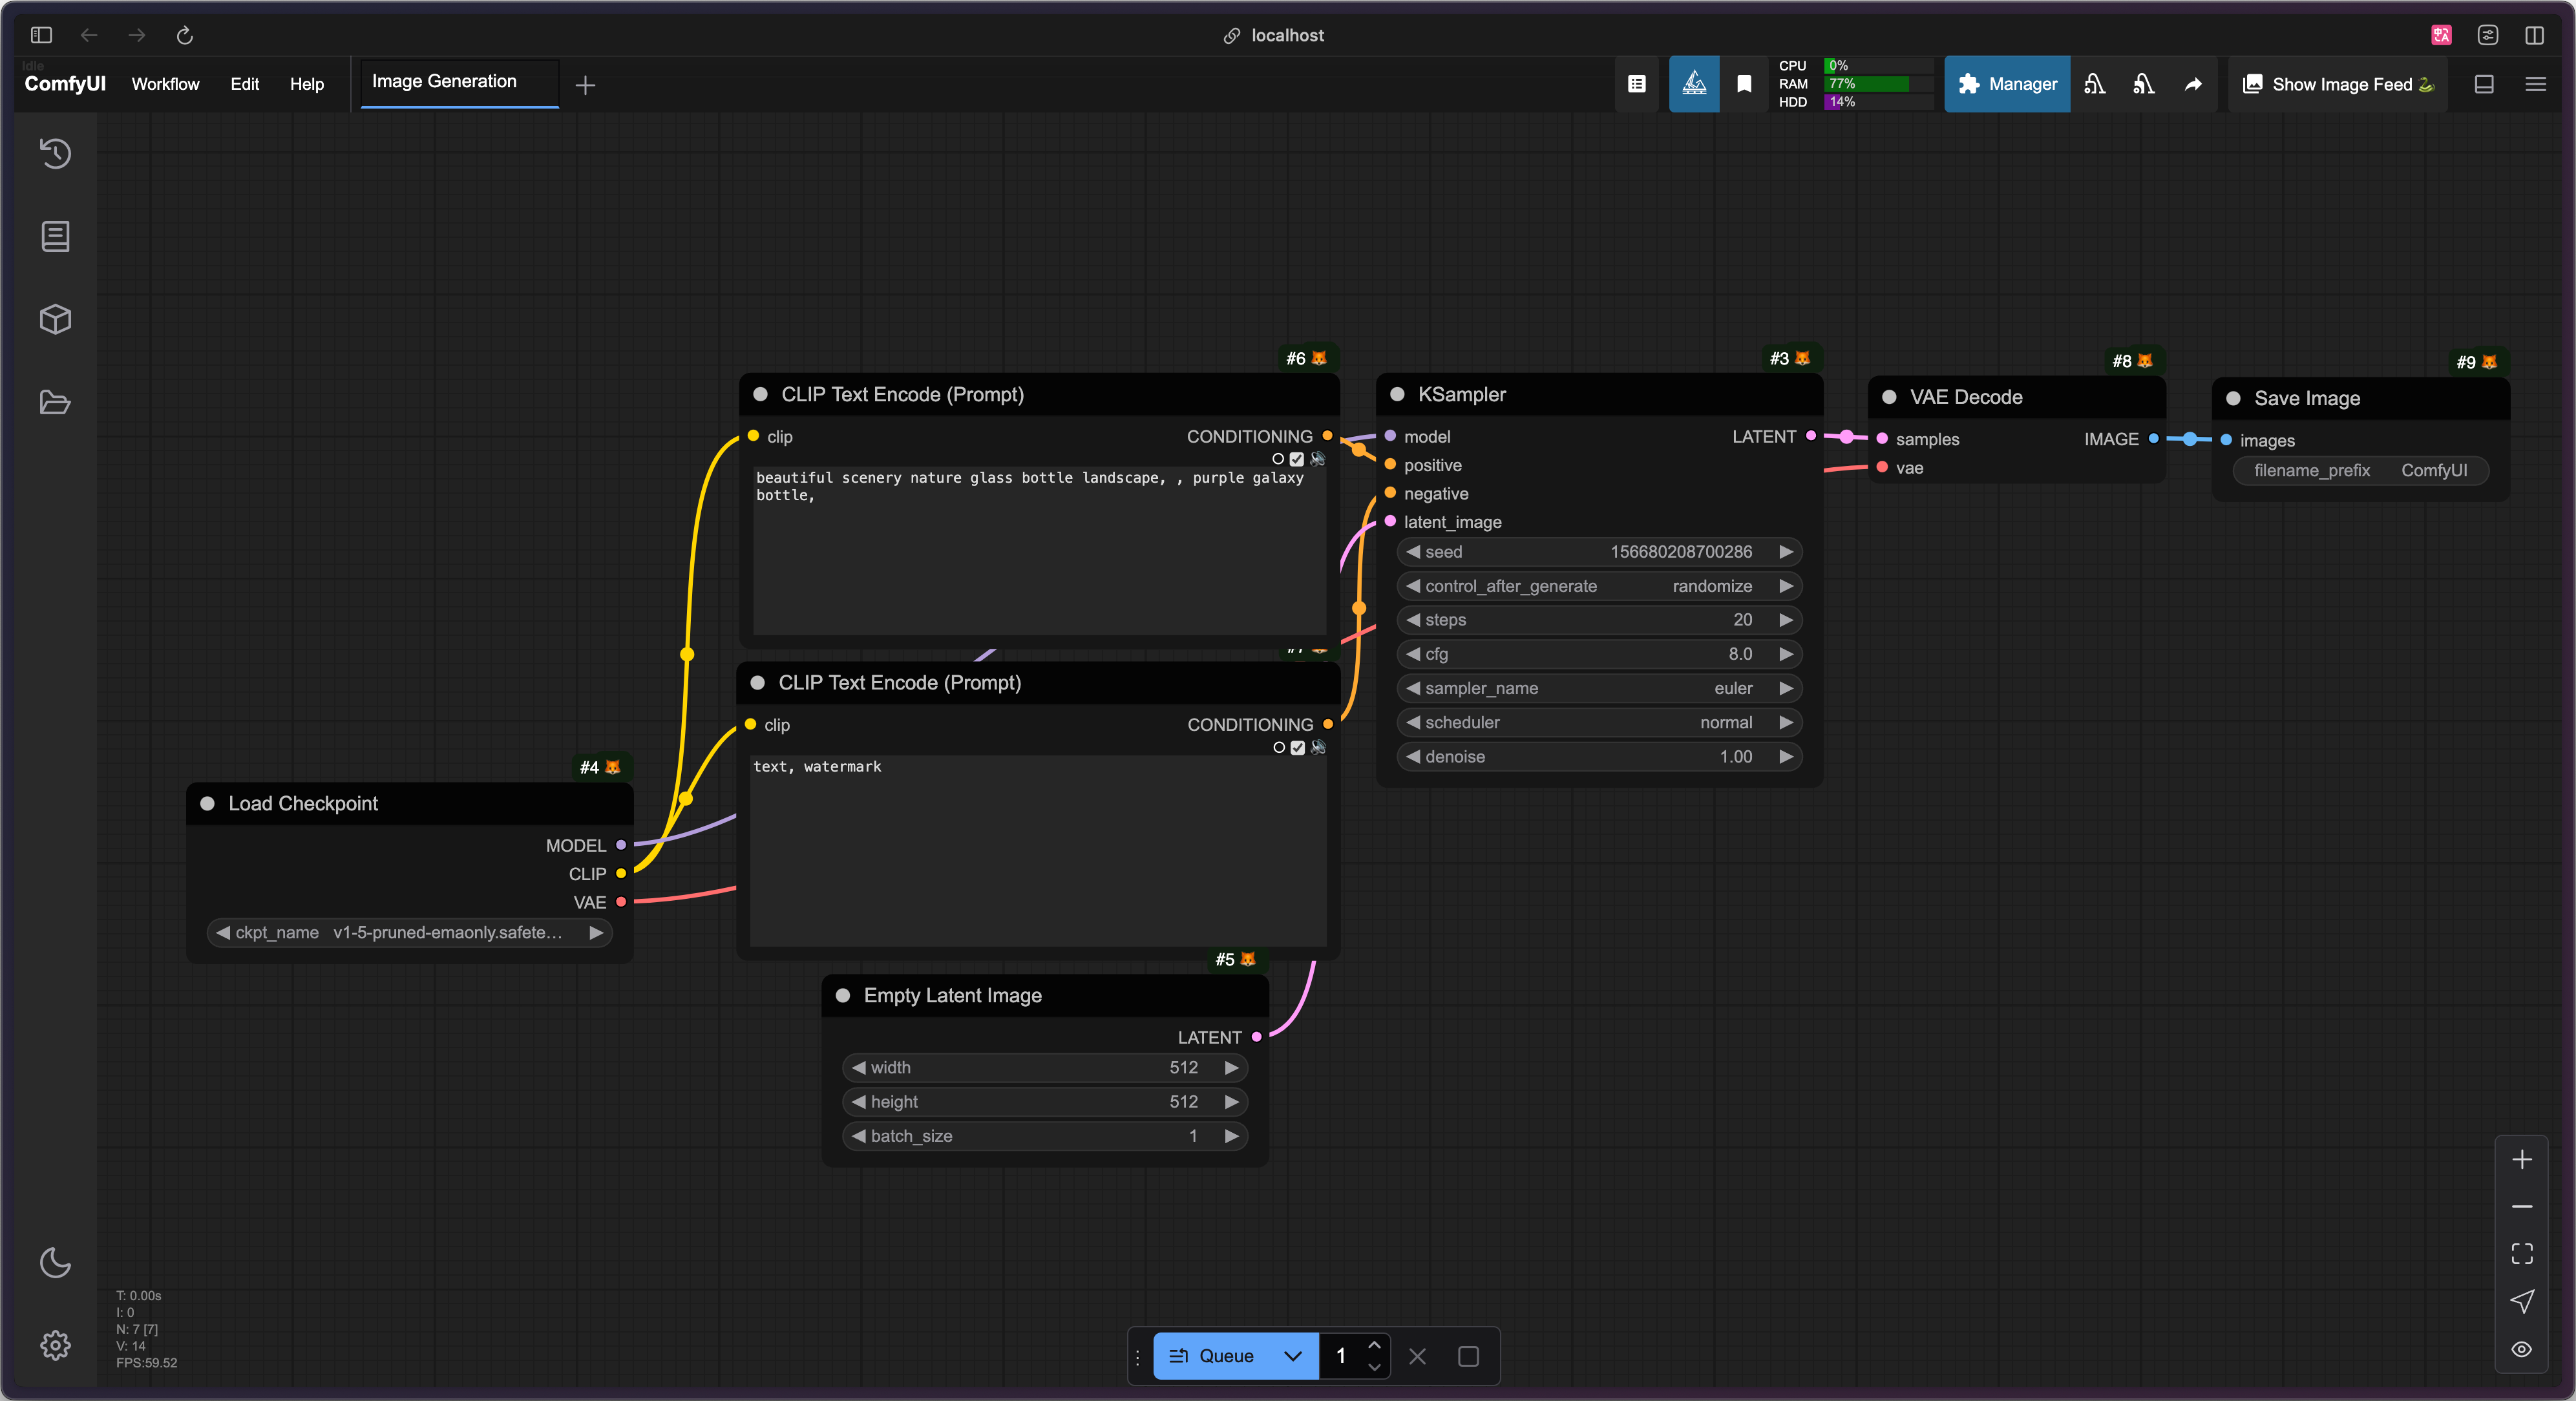 localhost
Idle
ComfyUI
Workflow
Edit
Help
Image Generation
CPU 0%
RAM 77%
HDD 14%
Manager
Show Image Feed
#6
CLIP Text Encode (Prompt)
clip CONDITIONING
beautiful scenery nature glass bottle landscape, , purple galaxy
bottle,
#7
CLIP Text Encode (Prompt)
clip CONDITIONING
text, watermark
#4
Load Checkpoint
MODEL
CLIP
VAE
ckpt_name v1-5-pruned-emaonly.safete...
#5
Empty Latent Image
LATENT
width 512
height 512
batch_size 1
#3
KSampler
model LATENT
positive
negative
latent_image
seed 156680208700286
control_after_generate randomize
steps 20
cfg 8.0
sampler_name euler
scheduler normal
denoise 1.00
#8
VAE Decode
samples IMAGE
vae
#9
Save Image
images
filename_prefix ComfyUI
T: 0.00s
I: 0
N: 7 [7]
V: 14
FPS:59.52
Queue
1